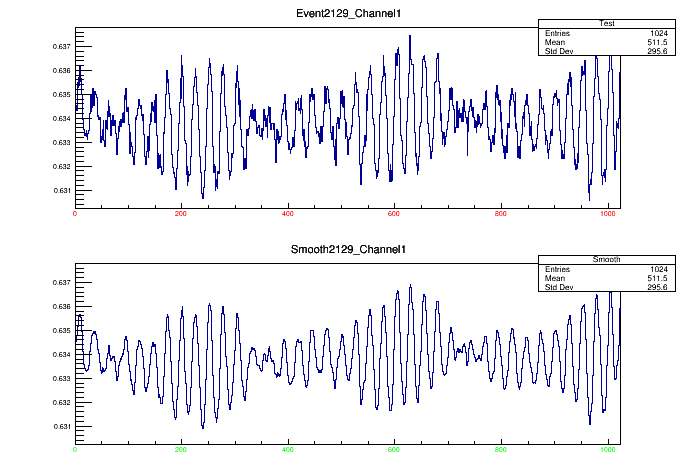 Event2129_Channel1
Test
Entries 1024
Mean 511.5
Std Dev 295.6
0.637
0.636
0.635
0.634
0.633
0.632
0.631
0 200 400 600 800 1000
Smooth2129_Channel1
Smooth
Entries 1024
Mean 511.5
Std Dev 295.6
0.637
0.636
0.635
0.634
0.633
0.632
0.631
0 200 400 600 800 1000